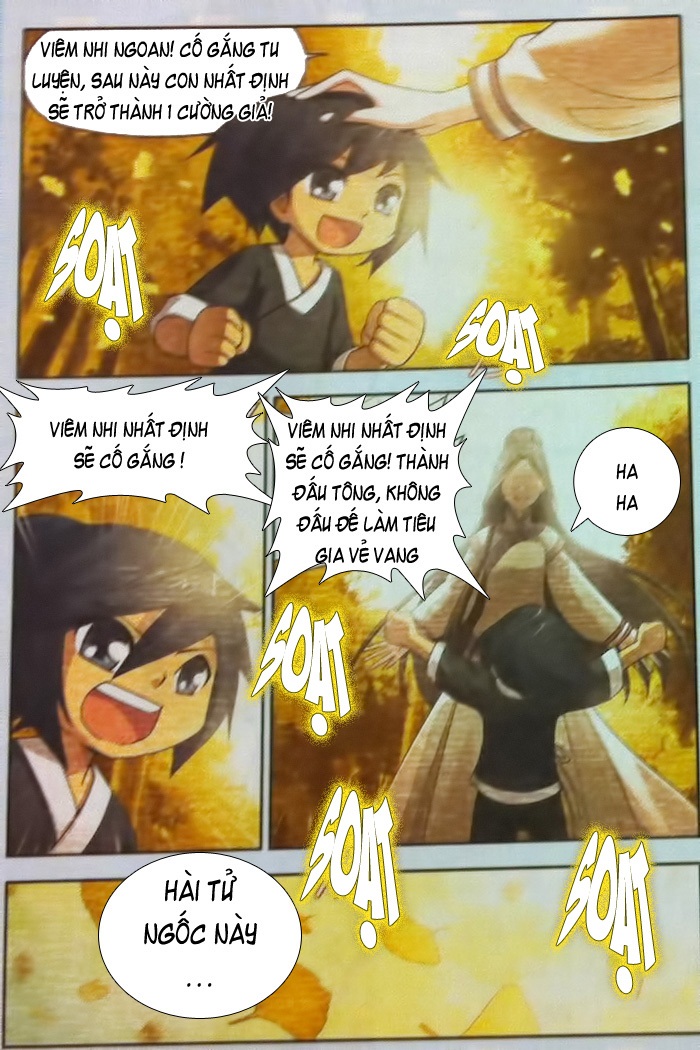 VIÊM NHI NGOAN! CỐ GẮNG TU
LUYỆN, SAU NÀY CON NHẤT ĐỊNH
SẼ TRỞ THÀNH 1 CƯỜNG GIẢ!
SOẠT
SOẠT
VIÊM NHI NHẤT ĐỊNH
SẼ CỐ GẮNG !
VIÊM NHI NHẤT ĐỊNH
SẼ CỐ GẮNG! THÀNH
ĐẤU TÔNG, KHÔNG
ĐẤU ĐẾ LÀM TIÊU
GIA VẺ VANG
HA
HA
SOẠT
SOẠT
SOẠT
HÀI TỬ
NGỐC NÀY
...